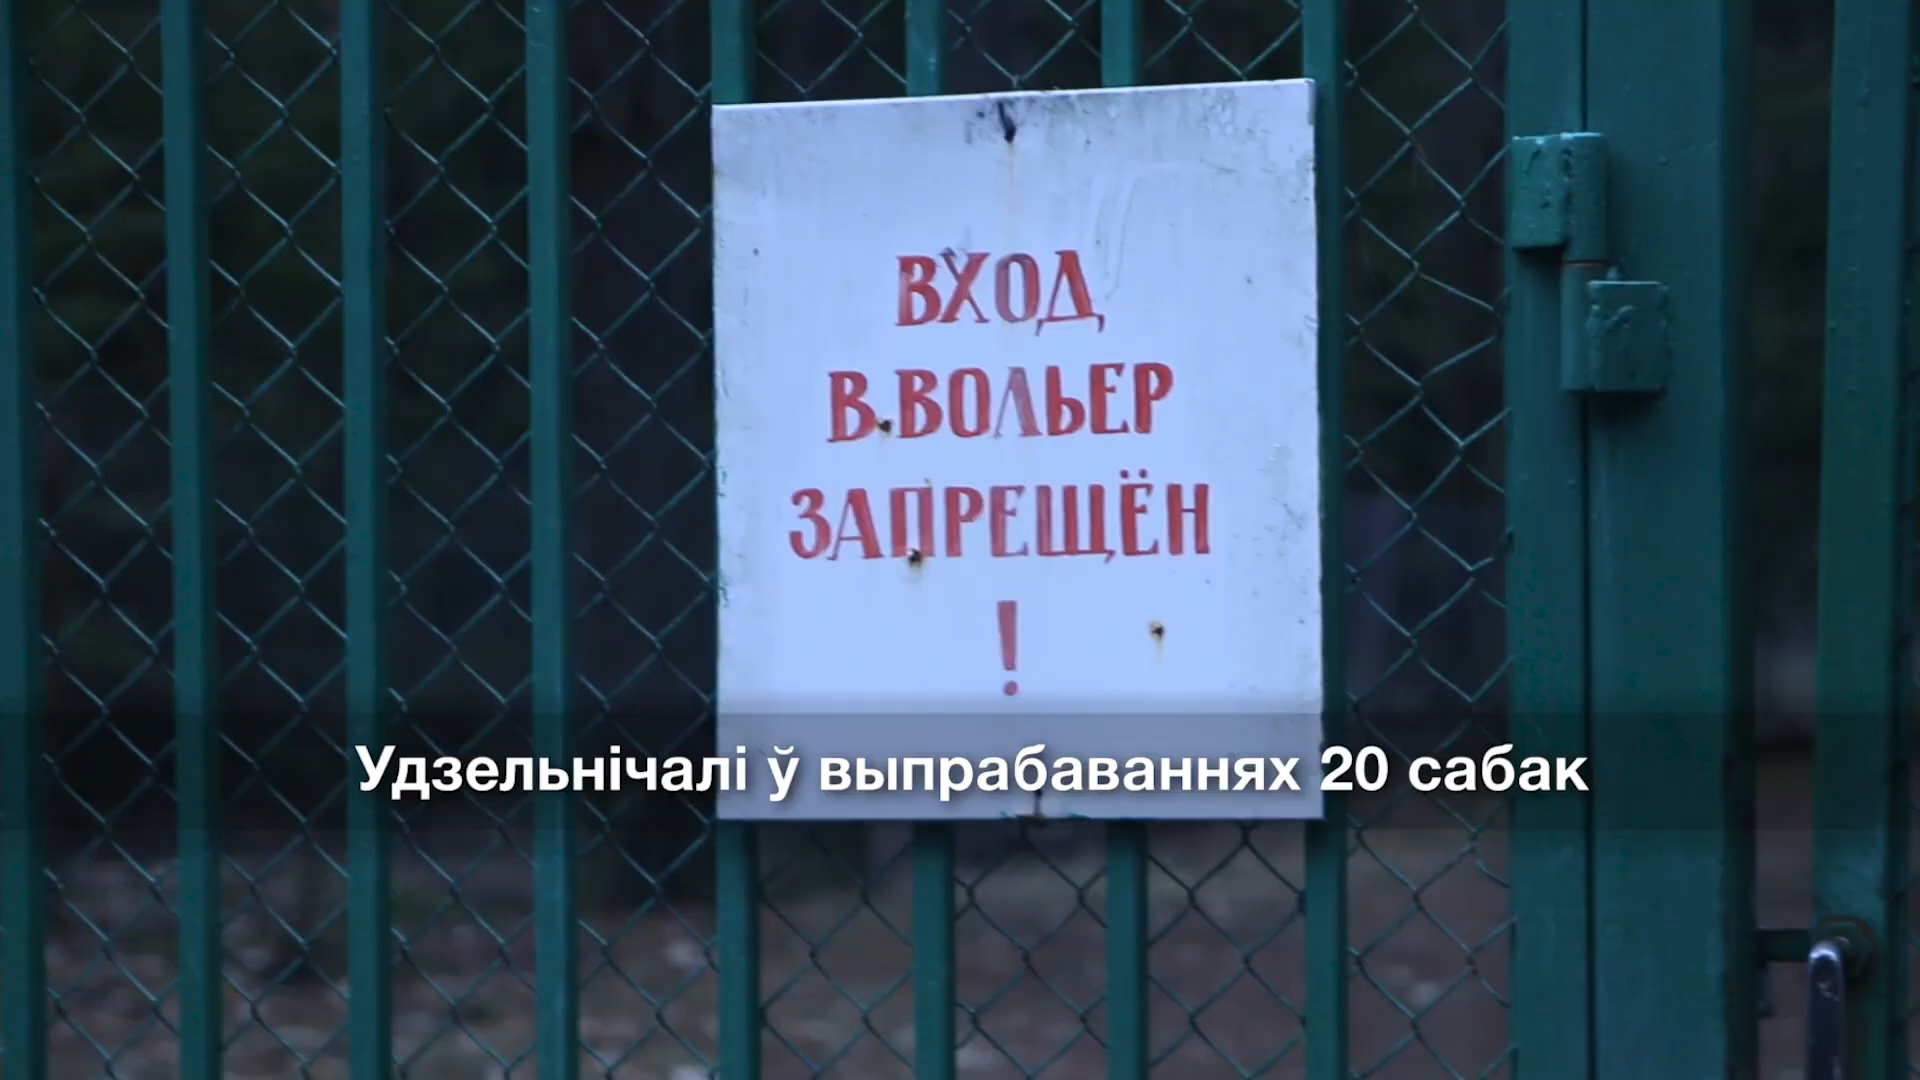 ВХОД
В ВОЛЬЕР
ЗАПРЕЩЁН
!
Удзельнічалі ў выпрабаваннях 20 сабак